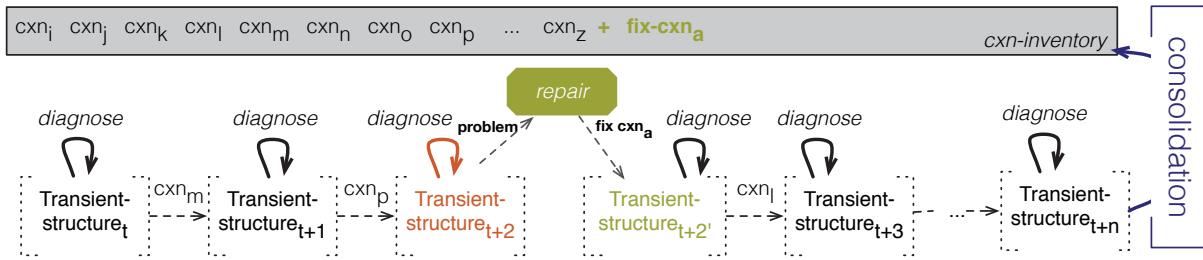 cxn_i cxn_j cxn_k cxn_l cxn_m cxn_n cxn_o cxn_p ... cxn_z + fix-cxn_a
cxn-inventory
consolidation
repair
diagnose diagnose diagnose diagnose diagnose diagnose
problem fix cxn_a
Transient-structure_t
cxn_m
Transient-structure_t+1
cxn_p
Transient-structure_t+2
Transient-structure_t+2'
cxn_l
Transient-structure_t+3
...
Transient-structure_t+n